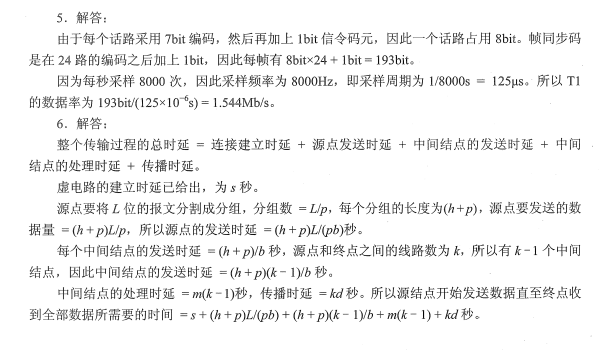 5．解答：
由于每个话路采用 7bit 编码，然后再加上 1bit 信令码元，因此一个话路占用 8bit。帧同步码
是在 24 路的编码之后加上 1bit，因此每帧有 8bit×24 + 1bit = 193bit。
因为每秒采样 8000 次，因此采样频率为 8000Hz，即采样周期为 1/8000s = 125μs。所以 T1
的数据率为 193bit/(125×10⁻⁶s) = 1.544Mb/s。
6．解答：
整个传输过程的总时延 = 连接建立时延 + 源点发送时延 + 中间结点的发送时延 + 中间
结点的处理时延 + 传播时延。
虚电路的建立时延已给出，为 s 秒。
源点要将 L 位的报文分割成分组，分组数 = L/p，每个分组的长度为(h+p)，源点要发送的数
据量 = (h+p)L/p，所以源点的发送时延 = (h+p)L/(pb)秒。
每个中间结点的发送时延 = (h+p)/b 秒，源点和终点之间的线路数为 k，所以有 k−1 个中间
结点，因此中间结点的发送时延 = (h+p)(k−1)/b 秒。
中间结点的处理时延 = m(k−1)秒，传播时延 = kd 秒。所以源结点开始发送数据直至终点收
到全部数据所需要的时间 = s + (h+p)L/(pb) + (h+p)(k−1)/b + m(k−1) + kd 秒。